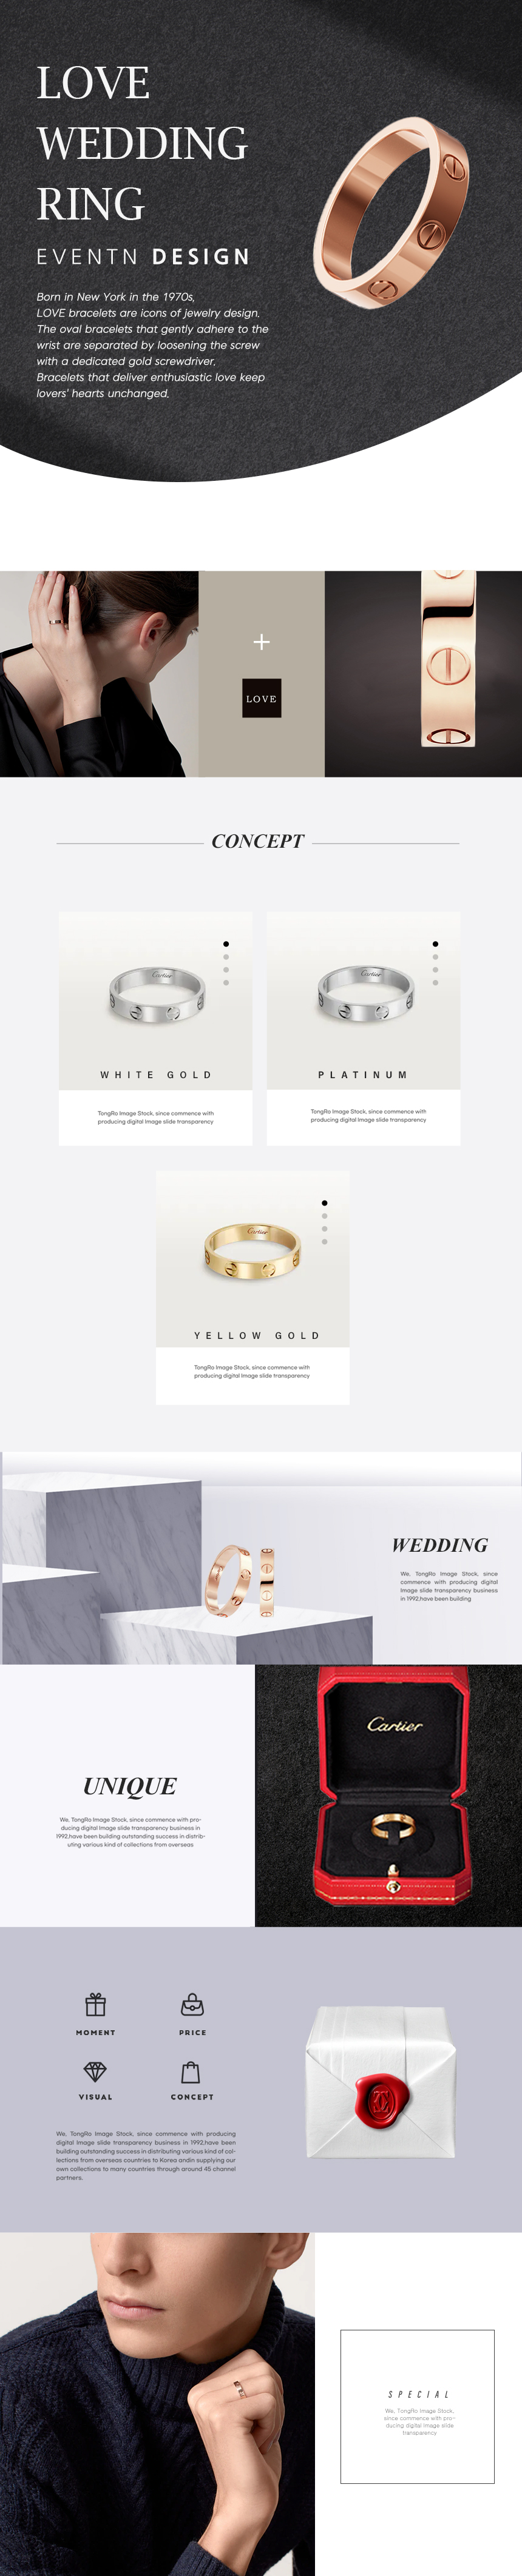 LOVE
WEDDING
RING
EVENTN DESIGN
Born in New York in the 1970s,
LOVE bracelets are icons of jewelry design.
The oval bracelets that gently adhere to the
wrist are separated by loosening the screw
with a dedicated gold screwdriver.
Bracelets that deliver enthusiastic love keep
lovers' hearts unchanged.
LOVE
CONCEPT
Cartier
WHITE GOLD
TongRo Image Stock, since commence with
producing digital Image slide transparency
Cartier
PLATINUM
TongRo Image Stock, since commence with
producing digital Image slide transparency
Cartier
YELLOW GOLD
TongRo Image Stock, since commence with
producing digital Image slide transparency
WEDDING
We, TongRo Image Stock, since
commence with producing digital
Image slide transparency business
in 1992.have been building
UNIQUE
We, TongRo Image Stock, since commence with pro-
ducing digital Image slide transparency business in
1992.have been building outstanding success in distrib-
uting various kind of collections from overseas
Cartier
MOMENT
PRICE
VISUAL
CONCEPT
We, TongRo Image Stock, since commence with producing
digital Image slide transparency business in 1992.have been
building outstanding success in distributing various kind of col-
lections from overseas countries to Korea andin supplying our
own collections to many countries through around 45 channel
partners.
SPECIAL
We, TongRo Image Stock,
since commence with pro-
ducing digital Image slide
transparency